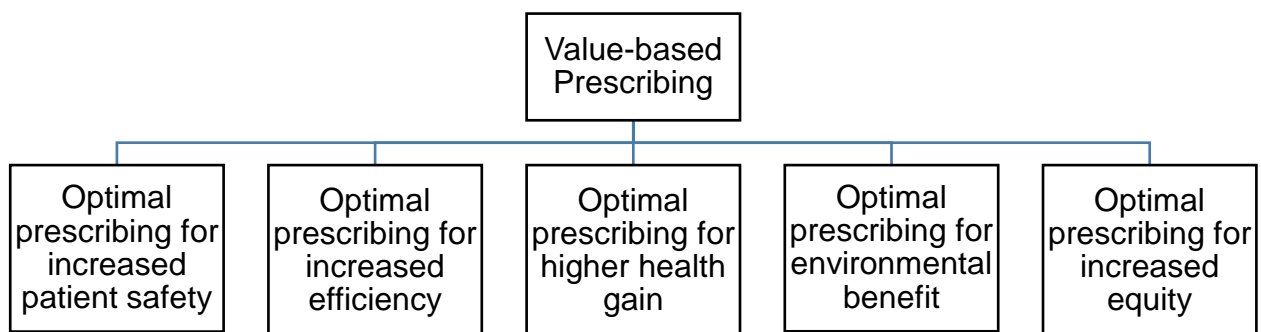 Value-based
Prescribing
Optimal
prescribing for
increased
patient safety
Optimal
prescribing for
increased
efficiency
Optimal
prescribing for
higher health
gain
Optimal
prescribing for
environmental
benefit
Optimal
prescribing for
increased
equity